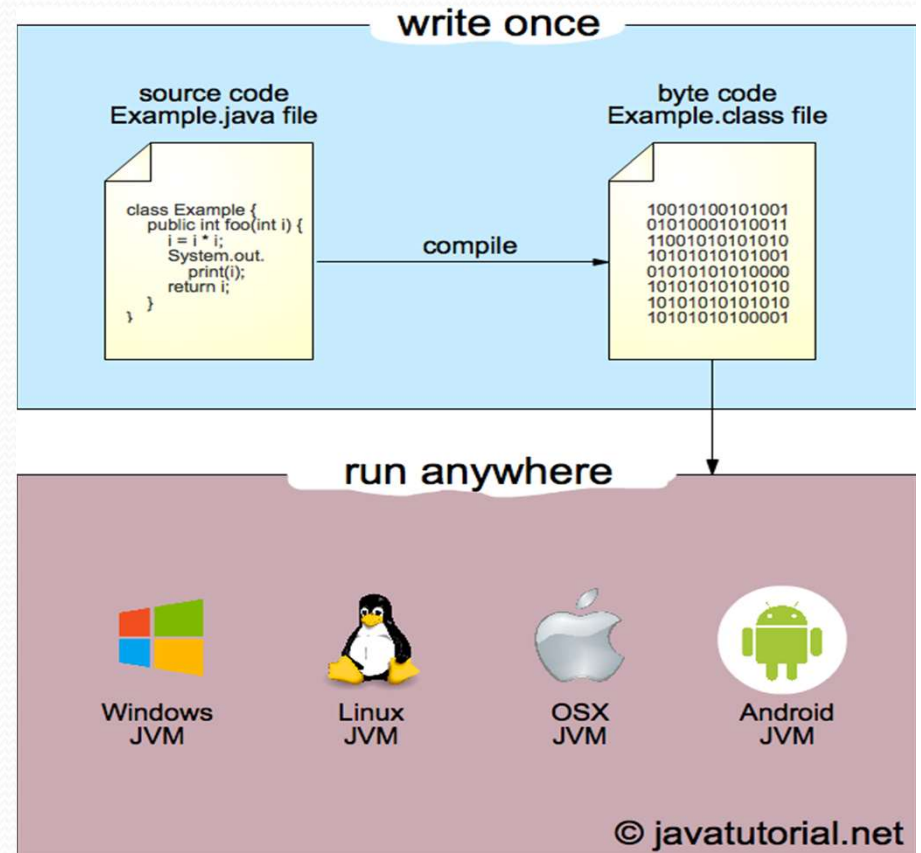 write once
source code
Example.java file
class Example {
public int foo(int i) {
i = i * i;
System.out.
print(i);
return i;
}
}
compile
byte code
Example.class file
10010100101001
01010001010011
11001010101010
10101010101001
01010101010000
10101010101010
10101010101010
10101010100001
run anywhere
Windows
JVM
Linux
JVM
OSX
JVM
Android
JVM
© javatutorial.net